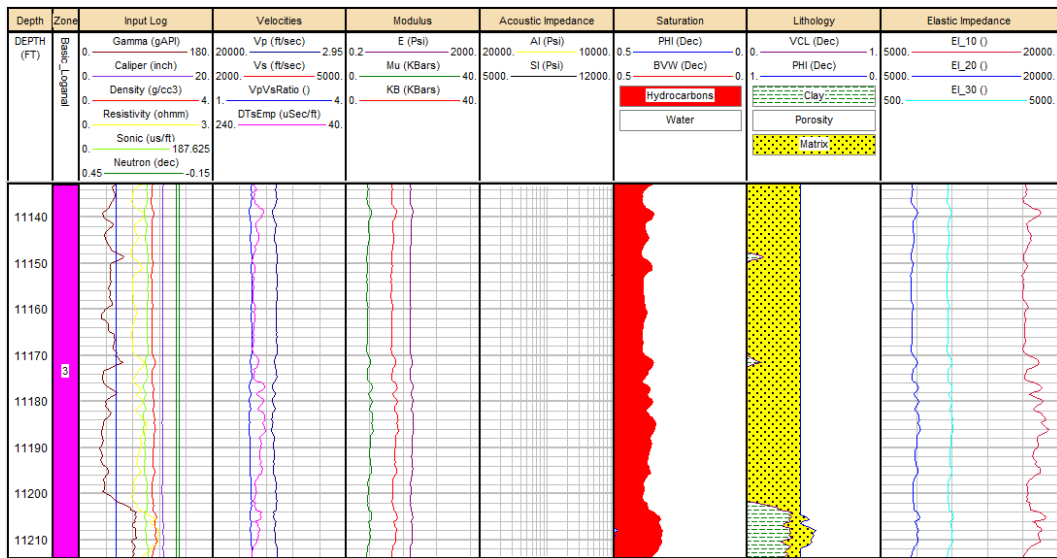 Depth Zone Input Log Velocities Modulus Acoustic Impedance Saturation Lithology Elastic Impedance
DEPTH
(FT)
Basic_Loganal
Gamma (gAPI)
0. 180.
Caliper (inch)
0. 20.
Density (g/cc3)
0. 4.
Resistivity (ohmm)
0. 3.
Sonic (us/ft)
0. 187.625
Neutron (dec)
0.45 -0.15
Vp (ft/sec)
20000. 2.95
Vs (ft/sec)
2000. 5000.
VpVsRatio ()
1. 4.
DTsEmp (uSec/ft)
240. 40.
E (Psi)
0.2 2000.
Mu (KBars)
0. 40.
KB (KBars)
0. 40.
AI (Psi)
20000. 10000.
SI (Psi)
5000. 12000.
PHI (Dec)
0.5 0.
BVW (Dec)
0.5 0.
Hydrocarbons
Water
VCL (Dec)
0. 1.
PHI (Dec)
1. 0.
Clay
Porosity
Matrix
EI_10 ()
5000. 20000.
EI_20 ()
5000. 20000.
EI_30 ()
500. 5000.
11140
11150
11160
11170
3
11180
11190
11200
11210